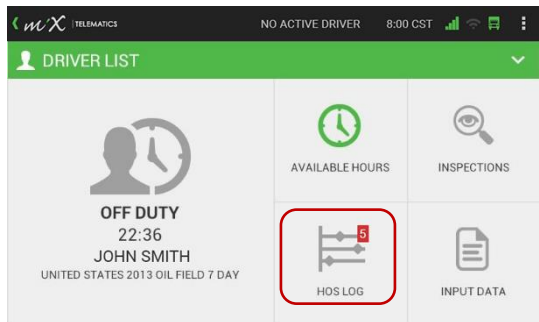 miX TELEMATICS NO ACTIVE DRIVER 8:00 CST
DRIVER LIST
AVAILABLE HOURS
INSPECTIONS
OFF DUTY
22:36
JOHN SMITH
UNITED STATES 2013 OIL FIELD 7 DAY
5
HOS LOG
INPUT DATA